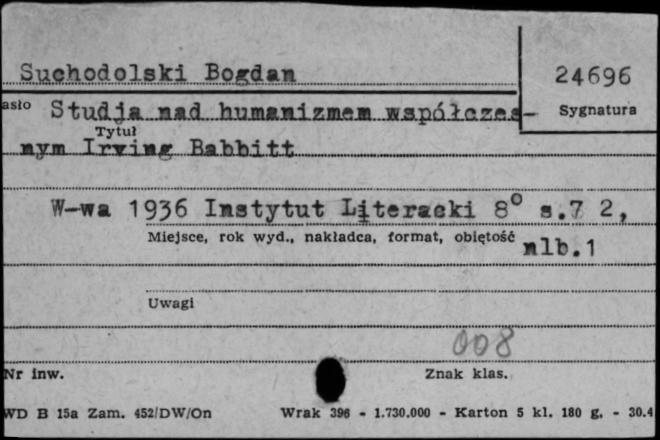 Suchodolski Bogdan
24696
asło Studja nad humanizmem współczes-
Sygnatura
Tytuł
nym Irving Babbitt
W-wa 1936 Instytut Literacki 8° s.7 2,
Miejsce, rok wyd., nakładca, format, objętość
nlb.1
Uwagi
008
Nr inw.
Znak klas.
WD B 15a Zam. 452/DW/On
Wrak 396 - 1.730.000 - Karton 5 kl. 180 g. - 30.4